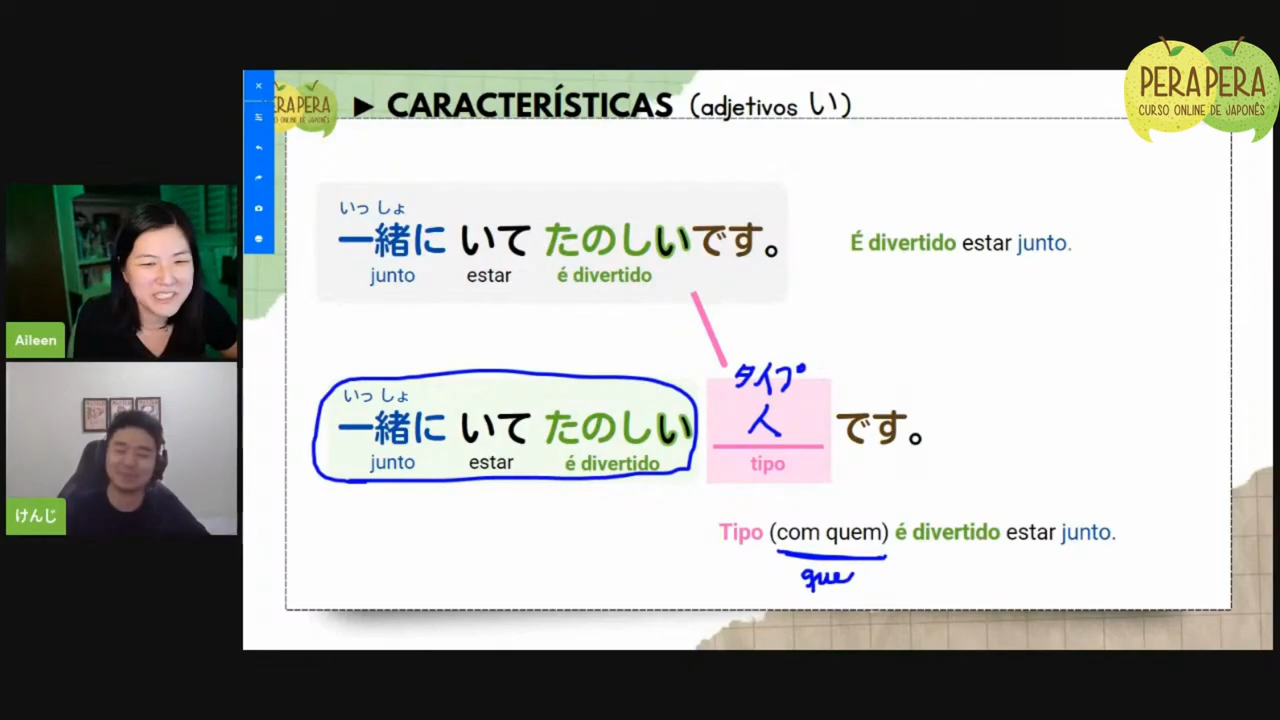 PERA PERA
CURSO ONLINE DE JAPONÊS
► CARACTERÍSTICAS (adjetivos い)
いっしょ
一緒に いて たのしいです。
junto estar é divertido
É divertido estar junto.
Aileen
タイプ
いっしょ
一緒に いて たのしい 人 です。
junto estar é divertido tipo
けんじ
Tipo (com quem) é divertido estar junto.
que